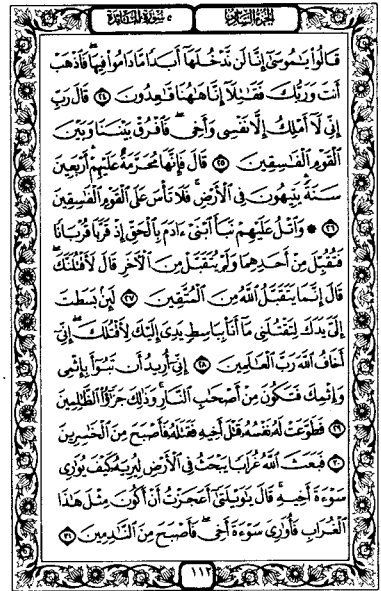 الجزء السادس ٥ سورة المائدة
قَالُوا۟ يَـٰمُوسَىٰٓ إِنَّا لَن نَّدْخُلَهَآ أَبَدًا مَّا دَامُوا۟ فِيهَا ۖ فَٱذْهَبْ
أَنتَ وَرَبُّكَ فَقَـٰتِلَآ إِنَّا هَـٰهُنَا قَـٰعِدُونَ ٢٤ قَالَ رَبِّ
إِنِّى لَآ أَمْلِكُ إِلَّا نَفْسِى وَأَخِى ۖ فَٱفْرُقْ بَيْنَنَا وَبَيْنَ
ٱلْقَوْمِ ٱلْفَـٰسِقِينَ ٢٥ قَالَ فَإِنَّهَا مُحَرَّمَةٌ عَلَيْهِمْ ۛ أَرْبَعِينَ
سَنَةً ۛ يَتِيهُونَ فِى ٱلْأَرْضِ ۚ فَلَا تَأْسَ عَلَى ٱلْقَوْمِ ٱلْفَـٰسِقِينَ
٢٦ ۞ وَٱتْلُ عَلَيْهِمْ نَبَأَ ٱبْنَىْ ءَادَمَ بِٱلْحَقِّ إِذْ قَرَّبَا قُرْبَانًا
فَتُقُبِّلَ مِنْ أَحَدِهِمَا وَلَمْ يُتَقَبَّلْ مِنَ ٱلْـَٔاخَرِ قَالَ لَأَقْتُلَنَّكَ ۖ
قَالَ إِنَّمَا يَتَقَبَّلُ ٱللَّهُ مِنَ ٱلْمُتَّقِينَ ٢٧ لَئِنۢ بَسَطتَ
إِلَىَّ يَدَكَ لِتَقْتُلَنِى مَآ أَنَا۠ بِبَاسِطٍ يَدِىَ إِلَيْكَ لِأَقْتُلَكَ ۖ إِنِّىٓ
أَخَافُ ٱللَّهَ رَبَّ ٱلْعَـٰلَمِينَ ٢٨ إِنِّىٓ أُرِيدُ أَن تَبُوٓأَ بِإِثْمِى
وَإِثْمِكَ فَتَكُونَ مِنْ أَصْحَـٰبِ ٱلنَّارِ ۚ وَذَٰلِكَ جَزَٰٓؤُا۟ ٱلظَّـٰلِمِينَ
٢٩ فَطَوَّعَتْ لَهُۥ نَفْسُهُۥ قَتْلَ أَخِيهِ فَقَتَلَهُۥ فَأَصْبَحَ مِنَ ٱلْخَـٰسِرِينَ
٣٠ فَبَعَثَ ٱللَّهُ غُرَابًا يَبْحَثُ فِى ٱلْأَرْضِ لِيُرِيَهُۥ كَيْفَ يُوَٰرِى
سَوْءَةَ أَخِيهِ ۚ قَالَ يَـٰوَيْلَتَىٰٓ أَعَجَزْتُ أَنْ أَكُونَ مِثْلَ هَـٰذَا
ٱلْغُرَابِ فَأُوَٰرِىَ سَوْءَةَ أَخِى ۖ فَأَصْبَحَ مِنَ ٱلنَّـٰدِمِينَ ٣١
١١٢